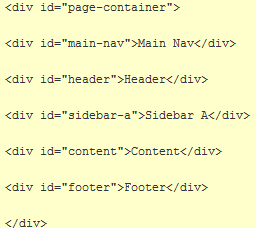 <div id="page-container">
<div id="main-nav">Main Nav</div>
<div id="header">Header</div>
<div id="sidebar-a">Sidebar A</div>
<div id="content">Content</div>
<div id="footer">Footer</div>
</div>